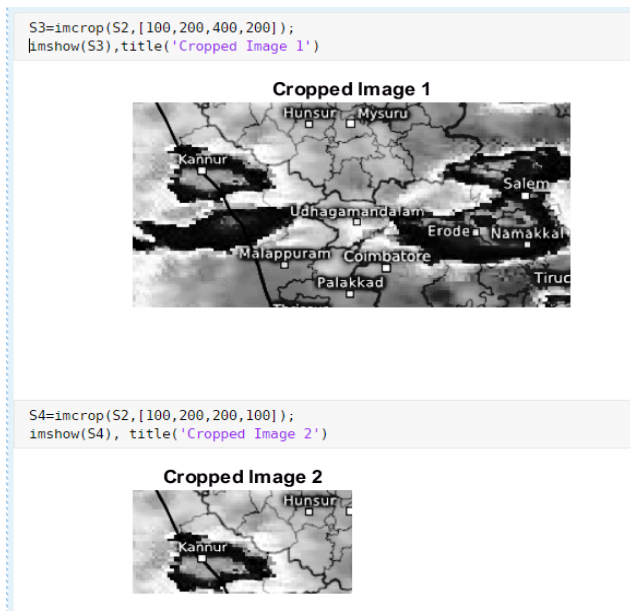 S3=imcrop(S2,[100,200,400,200]);
imshow(S3),title('Cropped Image 1')
Cropped Image 1
Hunsur Mysuru
Kannur
Salem
Udhagamandalam
Erode Namakkal
Malappuram Coimbatore
Tiruc
Palakkad
S4=imcrop(S2,[100,200,200,100]);
imshow(S4), title('Cropped Image 2')
Cropped Image 2
Hunsur
Kannur